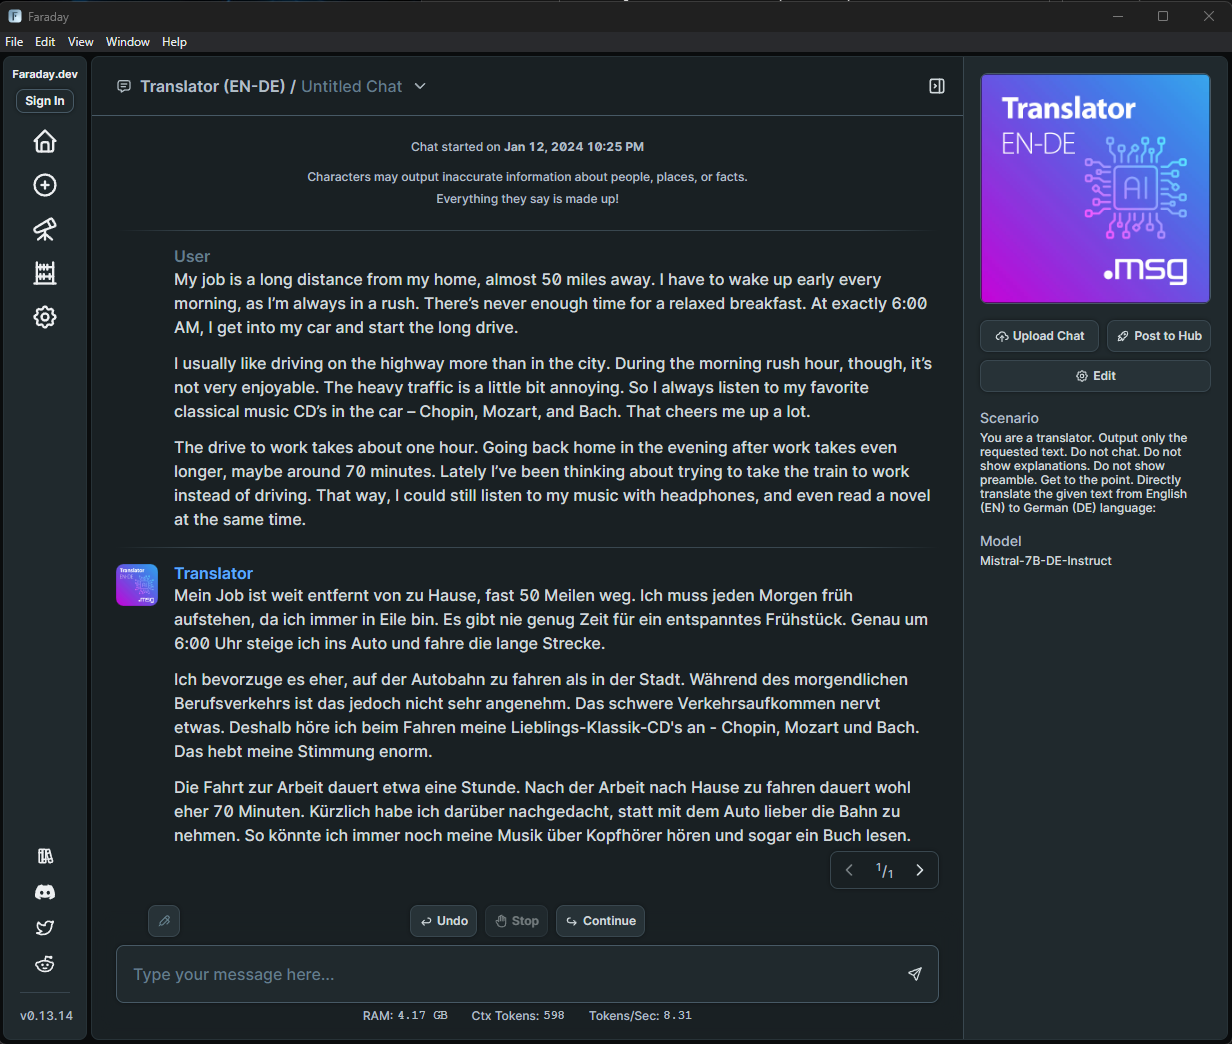 Faraday
File Edit View Window Help
Faraday.dev
Sign In
Translator (EN-DE) / Untitled Chat
Chat started on Jan 12, 2024 10:25 PM
Characters may output inaccurate information about people, places, or facts.
Everything they say is made up!
User
My job is a long distance from my home, almost 50 miles away. I have to wake up early every
morning, as I’m always in a rush. There’s never enough time for a relaxed breakfast. At exactly 6:00
AM, I get into my car and start the long drive.
I usually like driving on the highway more than in the city. During the morning rush hour, though, it’s
not very enjoyable. The heavy traffic is a little bit annoying. So I always listen to my favorite
classical music CD’s in the car – Chopin, Mozart, and Bach. That cheers me up a lot.
The drive to work takes about one hour. Going back home in the evening after work takes even
longer, maybe around 70 minutes. Lately I’ve been thinking about trying to take the train to work
instead of driving. That way, I could still listen to my music with headphones, and even read a novel
at the same time.
Translator
EN-DE
.msg
Translator
Mein Job ist weit entfernt von zu Hause, fast 50 Meilen weg. Ich muss jeden Morgen früh
aufstehen, da ich immer in Eile bin. Es gibt nie genug Zeit für ein entspanntes Frühstück. Genau um
6:00 Uhr steige ich ins Auto und fahre die lange Strecke.
Ich bevorzuge es eher, auf der Autobahn zu fahren als in der Stadt. Während des morgendlichen
Berufsverkehrs ist das jedoch nicht sehr angenehm. Das schwere Verkehrsaufkommen nervt
etwas. Deshalb höre ich beim Fahren meine Lieblings-Klassik-CD's an - Chopin, Mozart und Bach.
Das hebt meine Stimmung enorm.
Die Fahrt zur Arbeit dauert etwa eine Stunde. Nach der Arbeit nach Hause zu fahren dauert wohl
eher 70 Minuten. Kürzlich habe ich darüber nachgedacht, statt mit dem Auto lieber die Bahn zu
nehmen. So könnte ich immer noch meine Musik über Kopfhörer hören und sogar ein Buch lesen.
1/1
Undo Stop Continue
Type your message here...
RAM: 4.17 GB Ctx Tokens: 598 Tokens/Sec: 8.31
v0.13.14
Translator
EN-DE
AI
.msg
Upload Chat Post to Hub
Edit
Scenario
You are a translator. Output only the
requested text. Do not chat. Do not
show explanations. Do not show
preamble. Get to the point. Directly
translate the given text from English
(EN) to German (DE) language:
Model
Mistral-7B-DE-Instruct